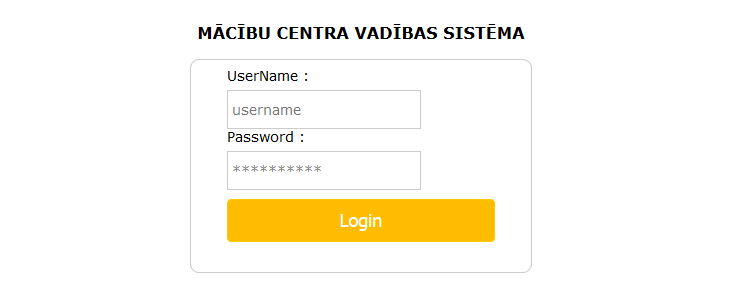 MĀCĪBU CENTRA VADĪBAS SISTĒMA
UserName :
username
Password :
**********
Login